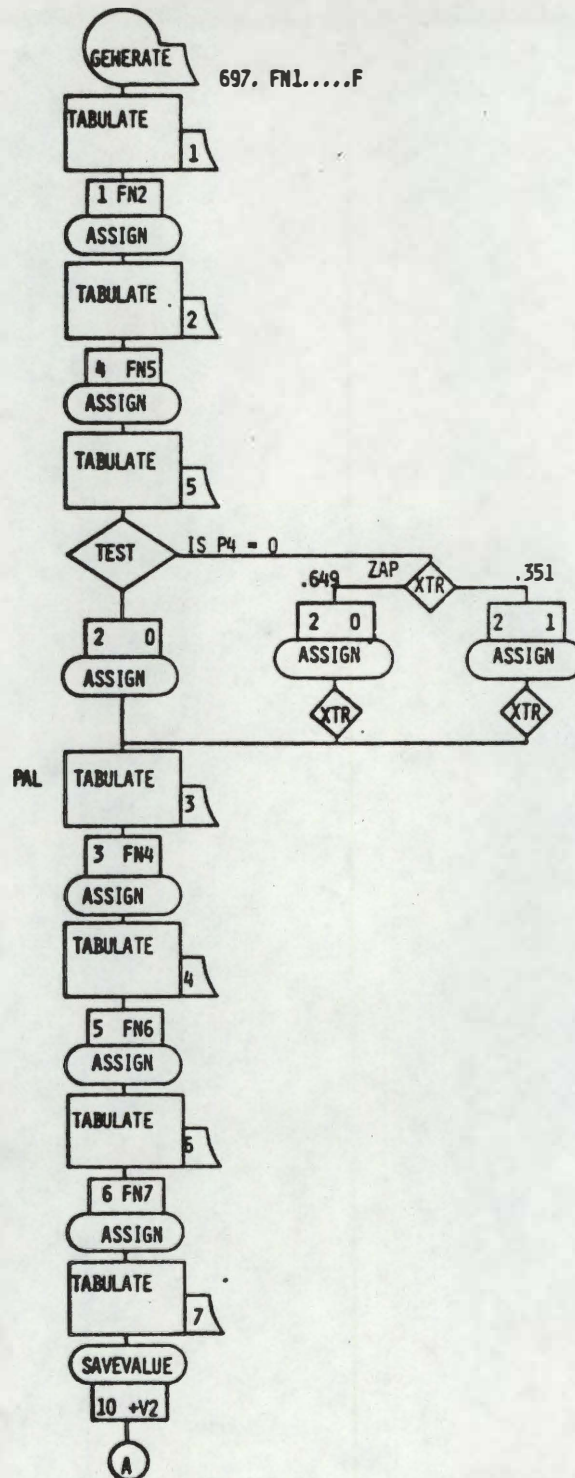 GENERATE
697. FN1.....F
TABULATE
1
1 FN2
ASSIGN
TABULATE
2
4 FN5
ASSIGN
TABULATE
5
TEST
IS P4 = 0
.649
ZAP
XTR
.351
2 0
ASSIGN
2 0
ASSIGN
2 1
ASSIGN
XTR
XTR
PAL
TABULATE
3
3 FN4
ASSIGN
TABULATE
4
5 FN6
ASSIGN
TABULATE
6
6 FN7
ASSIGN
TABULATE
7
SAVEVALUE
10 +V2
A